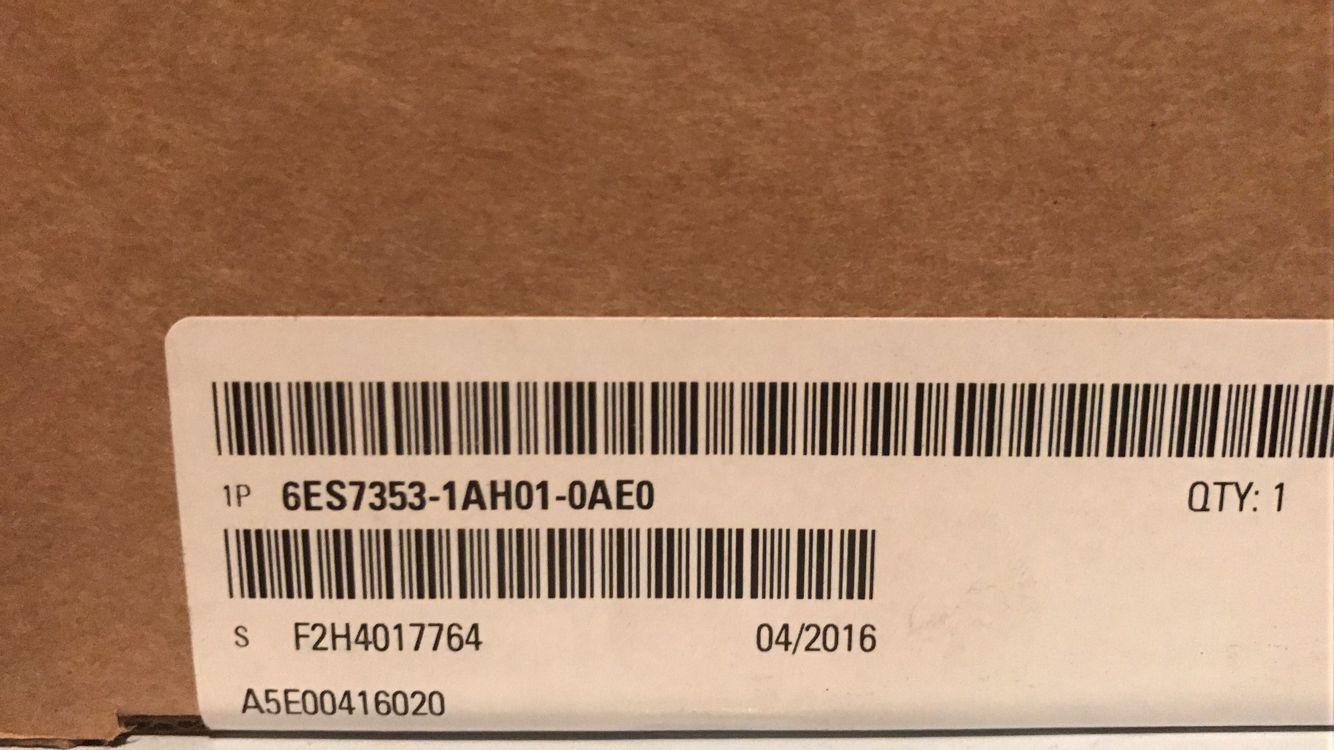 1P 6ES7353-1AH01-0AE0 QTY: 1
S F2H4017764 04/2016
A5E00416020